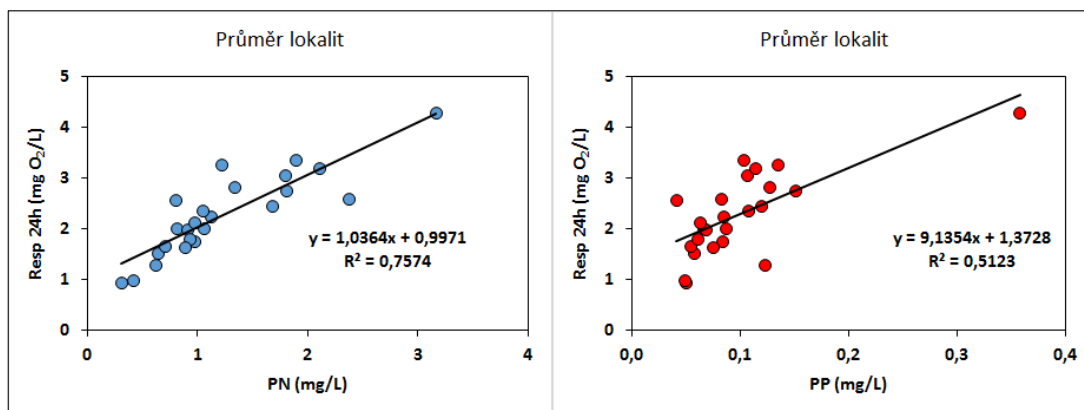 Průměr lokalit
5
4
3
2
1
0
Resp 24h (mg O₂/L)
y = 1,0364x + 0,9971
R² = 0,7574
0 1 2 3 4
PN (mg/L)
Průměr lokalit
5
4
3
2
1
0
Resp 24h (mg O₂/L)
y = 9,1354x + 1,3728
R² = 0,5123
0,0 0,1 0,2 0,3 0,4
PP (mg/L)